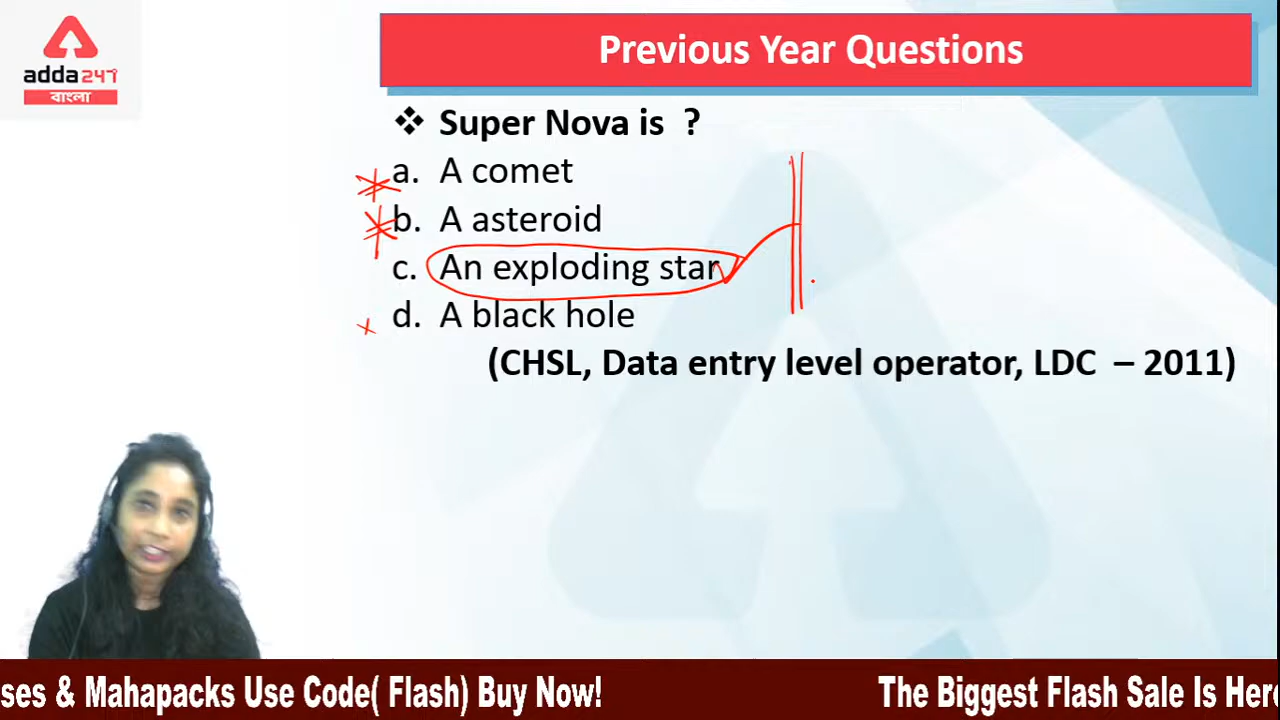 adda247
বাংলা
Previous Year Questions
❖ Super Nova is ?
a. A comet
b. A asteroid
c. An exploding star
d. A black hole
(CHSL, Data entry level operator, LDC – 2011)
ses & Mahapacks Use Code( Flash) Buy Now!
The Biggest Flash Sale Is Here